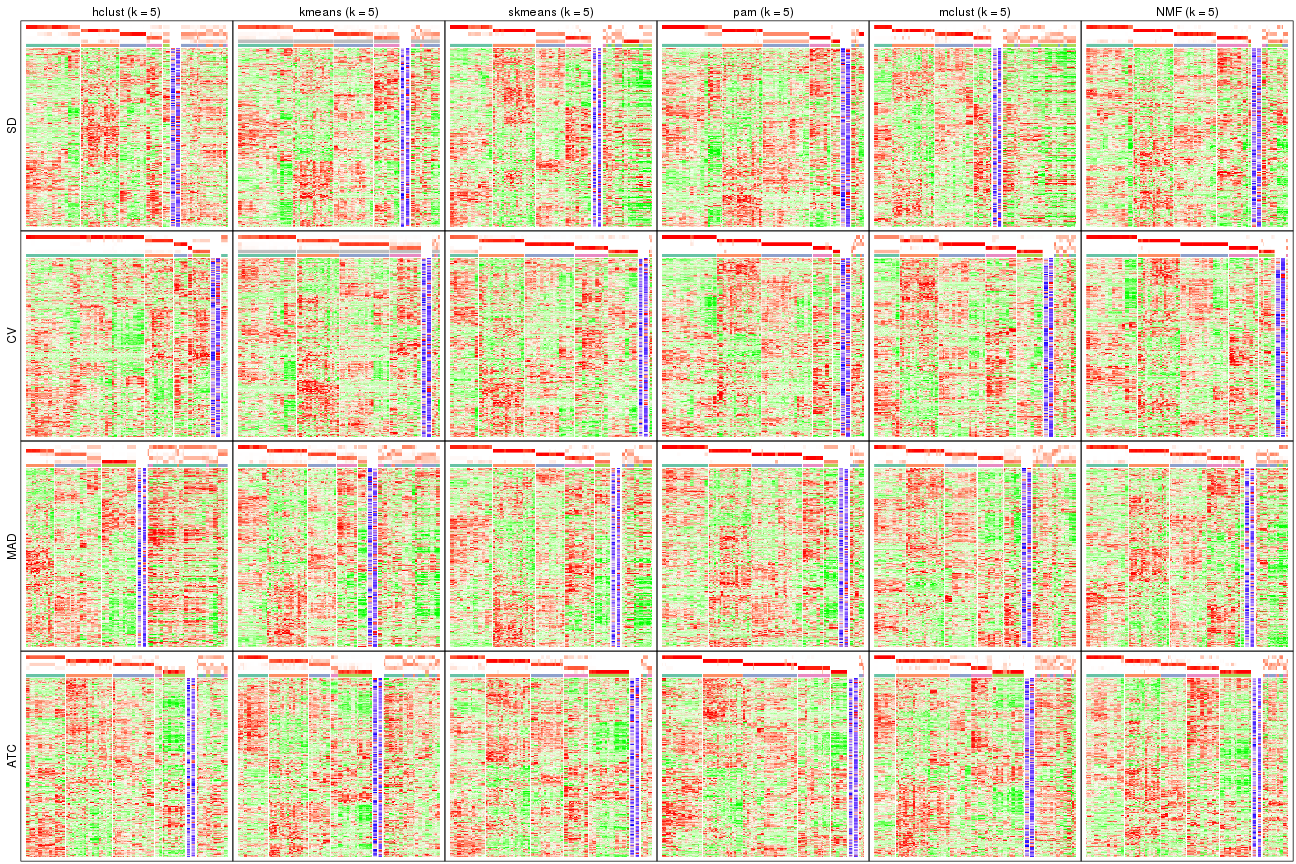 hclust (k = 5) kmeans (k = 5) skmeans (k = 5) pam (k = 5) mclust (k = 5) NMF (k = 5)
SD
CV
MAD
ATC